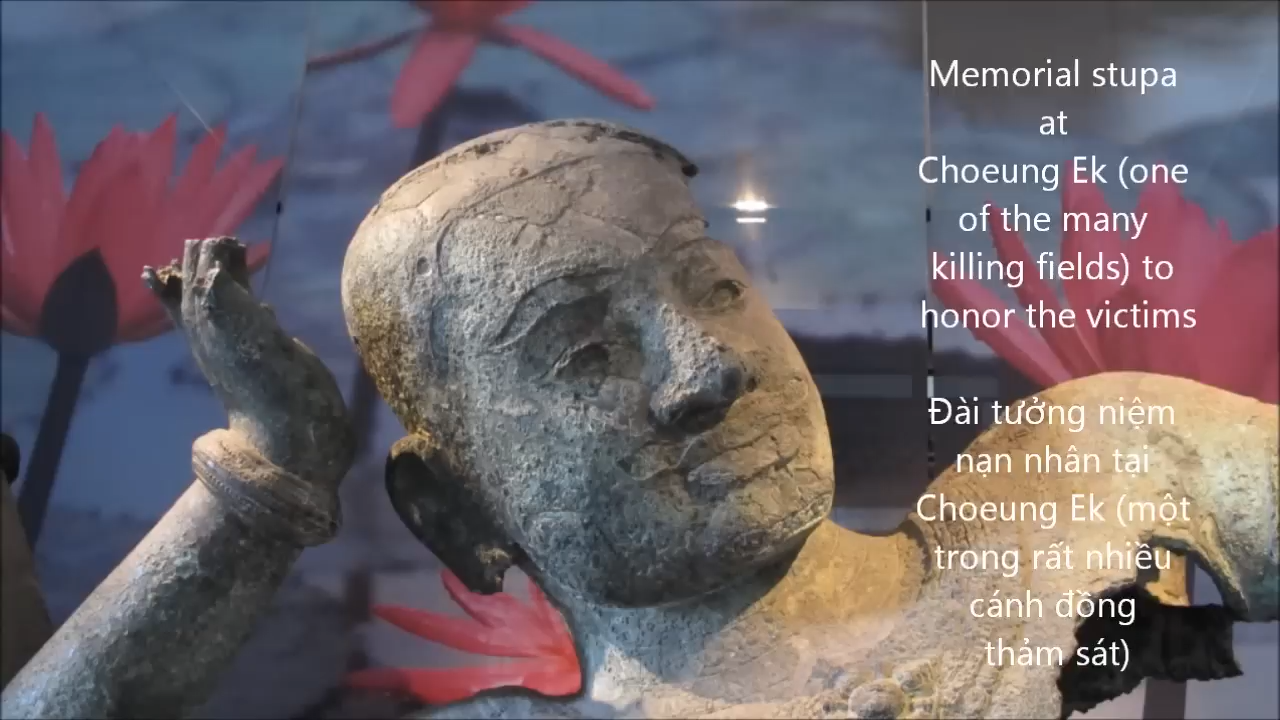 Memorial stupa
at
Choeung Ek (one
of the many
killing fields) to
honor the victims
Đài tưởng niệm
nạn nhân tại
Choeung Ek (một
trong rất nhiều
cánh đồng
thảm sát)